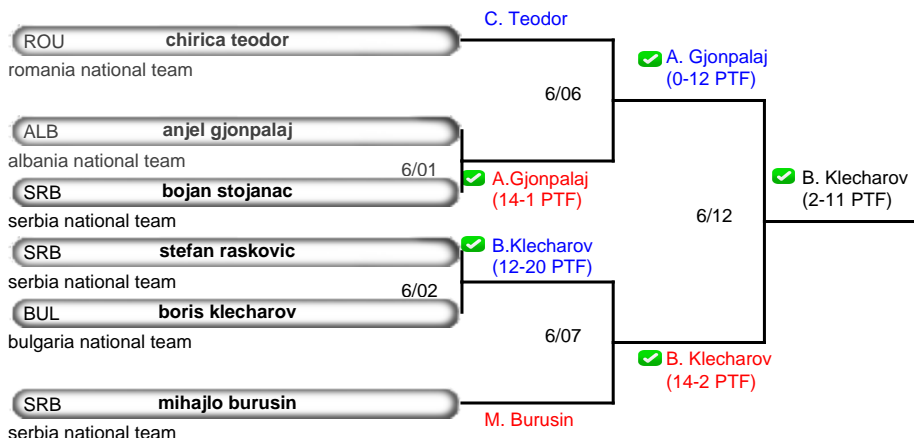 C. Teodor
ROU chirica teodor
romania national team
A. Gjonpalaj
(0-12 PTF)
6/06
ALB anjel gjonpalaj
albania national team
6/01
A.Gjonpalaj
(14-1 PTF)
SRB bojan stojanac
serbia national team
B. Klecharov
(2-11 PTF)
6/12
SRB stefan raskovic
serbia national team
B.Klecharov
(12-20 PTF)
6/02
BUL boris klecharov
bulgaria national team
6/07
B. Klecharov
(14-2 PTF)
SRB mihajlo burusin
serbia national team
M. Burusin